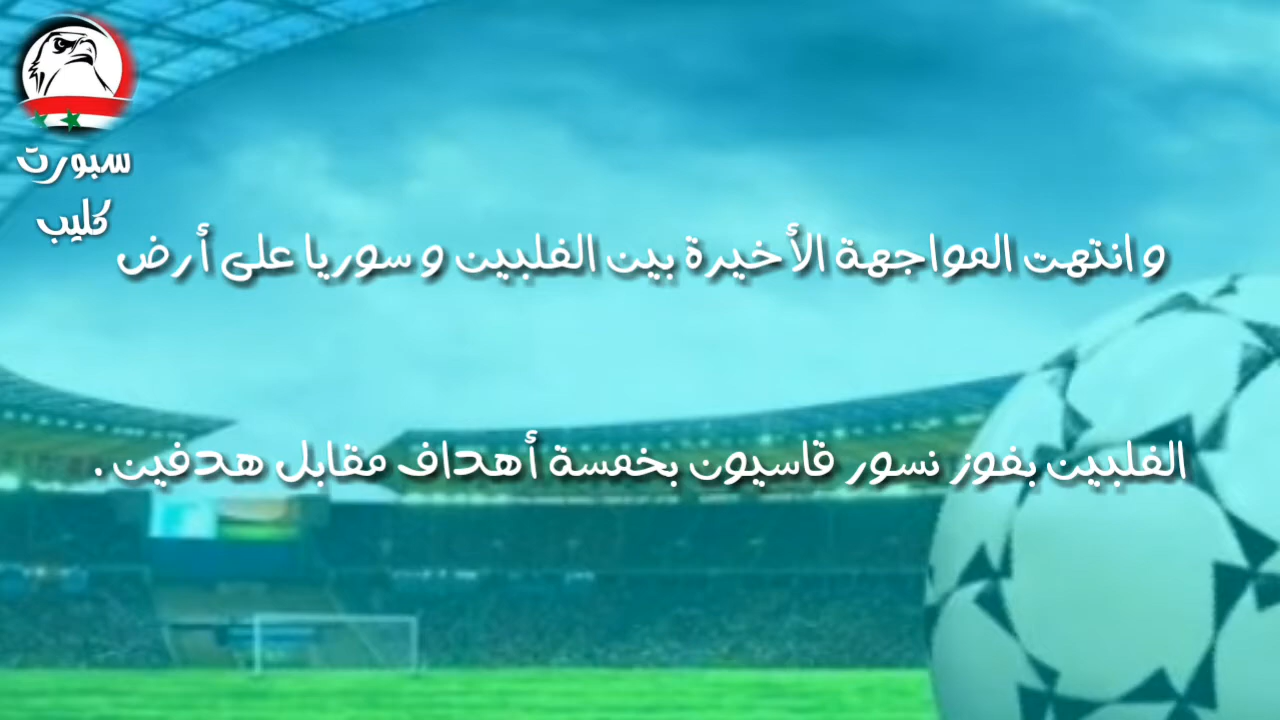 سبورت
كليب
و انتهت المواجهة الأخيرة بين الفلبين و سوريا على أرض
الفلبين بفوز نسور قاسيون بخمسة أهداف مقابل هدفين .